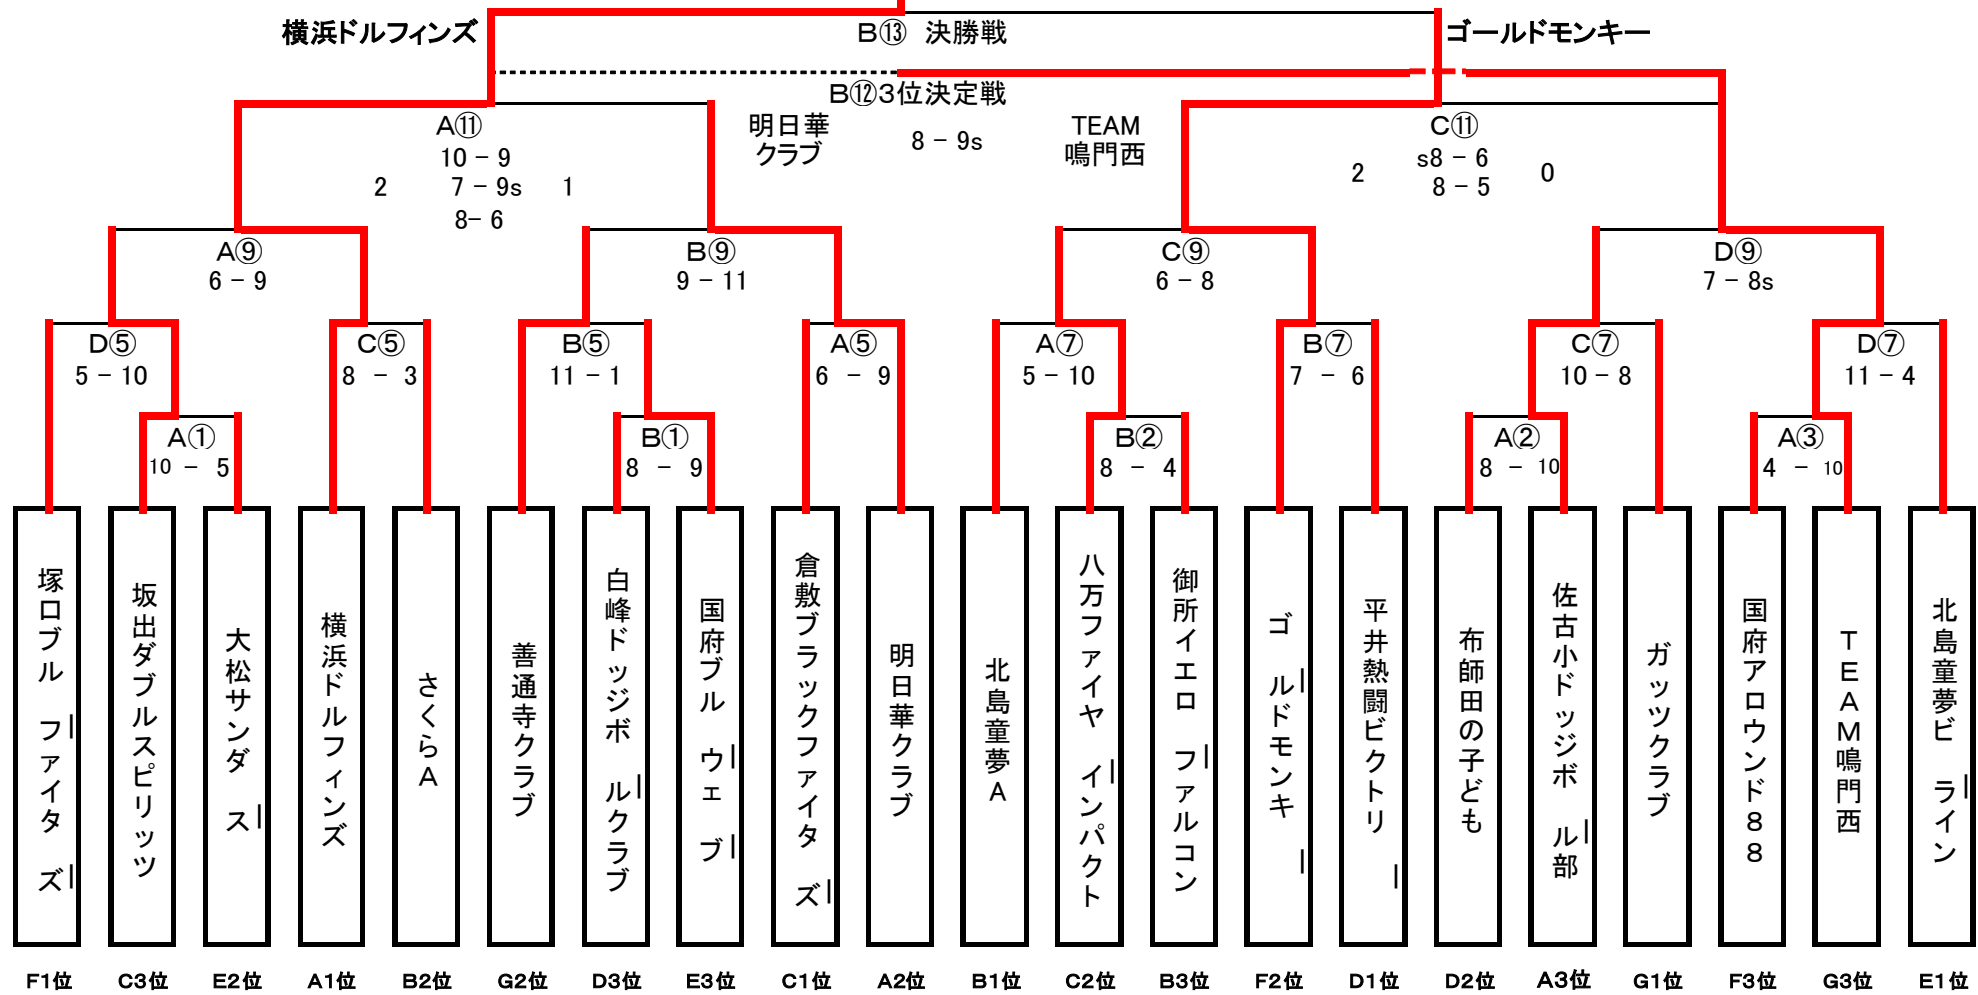 横浜ドルフィンズ
B⑬ 決勝戦
ゴールドモンキー
B⑫3位決定戦
明日華
クラブ
8 − 9s
TEAM
鳴門西
A⑪
10 − 9
2 7 − 9s 1
8− 6
C⑪
s8 − 6
2 0
8 − 5
A⑨
6 − 9
B⑨
9 − 11
C⑨
6 − 8
D⑨
7 − 8s
D⑤
5 − 10
C⑤
8 − 3
B⑤
11 − 1
A⑤
6 − 9
A⑦
5 − 10
B⑦
7 − 6
C⑦
10 − 8
D⑦
11 − 4
A①
10 − 5
B①
8 − 9
B②
8 − 4
A②
8 − 10
A③
4 − 10
塚口ブルーファイターズ
坂出ダブルスピリッツ
大松サンダース
横浜ドルフィンズ
さくらA
善通寺クラブ
白峰ドッジボールクラブ
国府ブルーウェーブ
倉敷ブラックファイターズ
明日華クラブ
北島童夢A
八万ファイヤーインパクト
御所イエローファルコン
ゴールドモンキー
平井熱闘ビクトリー
布師田の子ども
佐古小ドッジボール部
ガッツクラブ
国府アロウンド88
TEAM鳴門西
北島童夢ビーライン
F1位 C3位 E2位 A1位 B2位 G2位 D3位 E3位 C1位 A2位 B1位 C2位 B3位 F2位 D1位 D2位 A3位 G1位 F3位 G3位 E1位